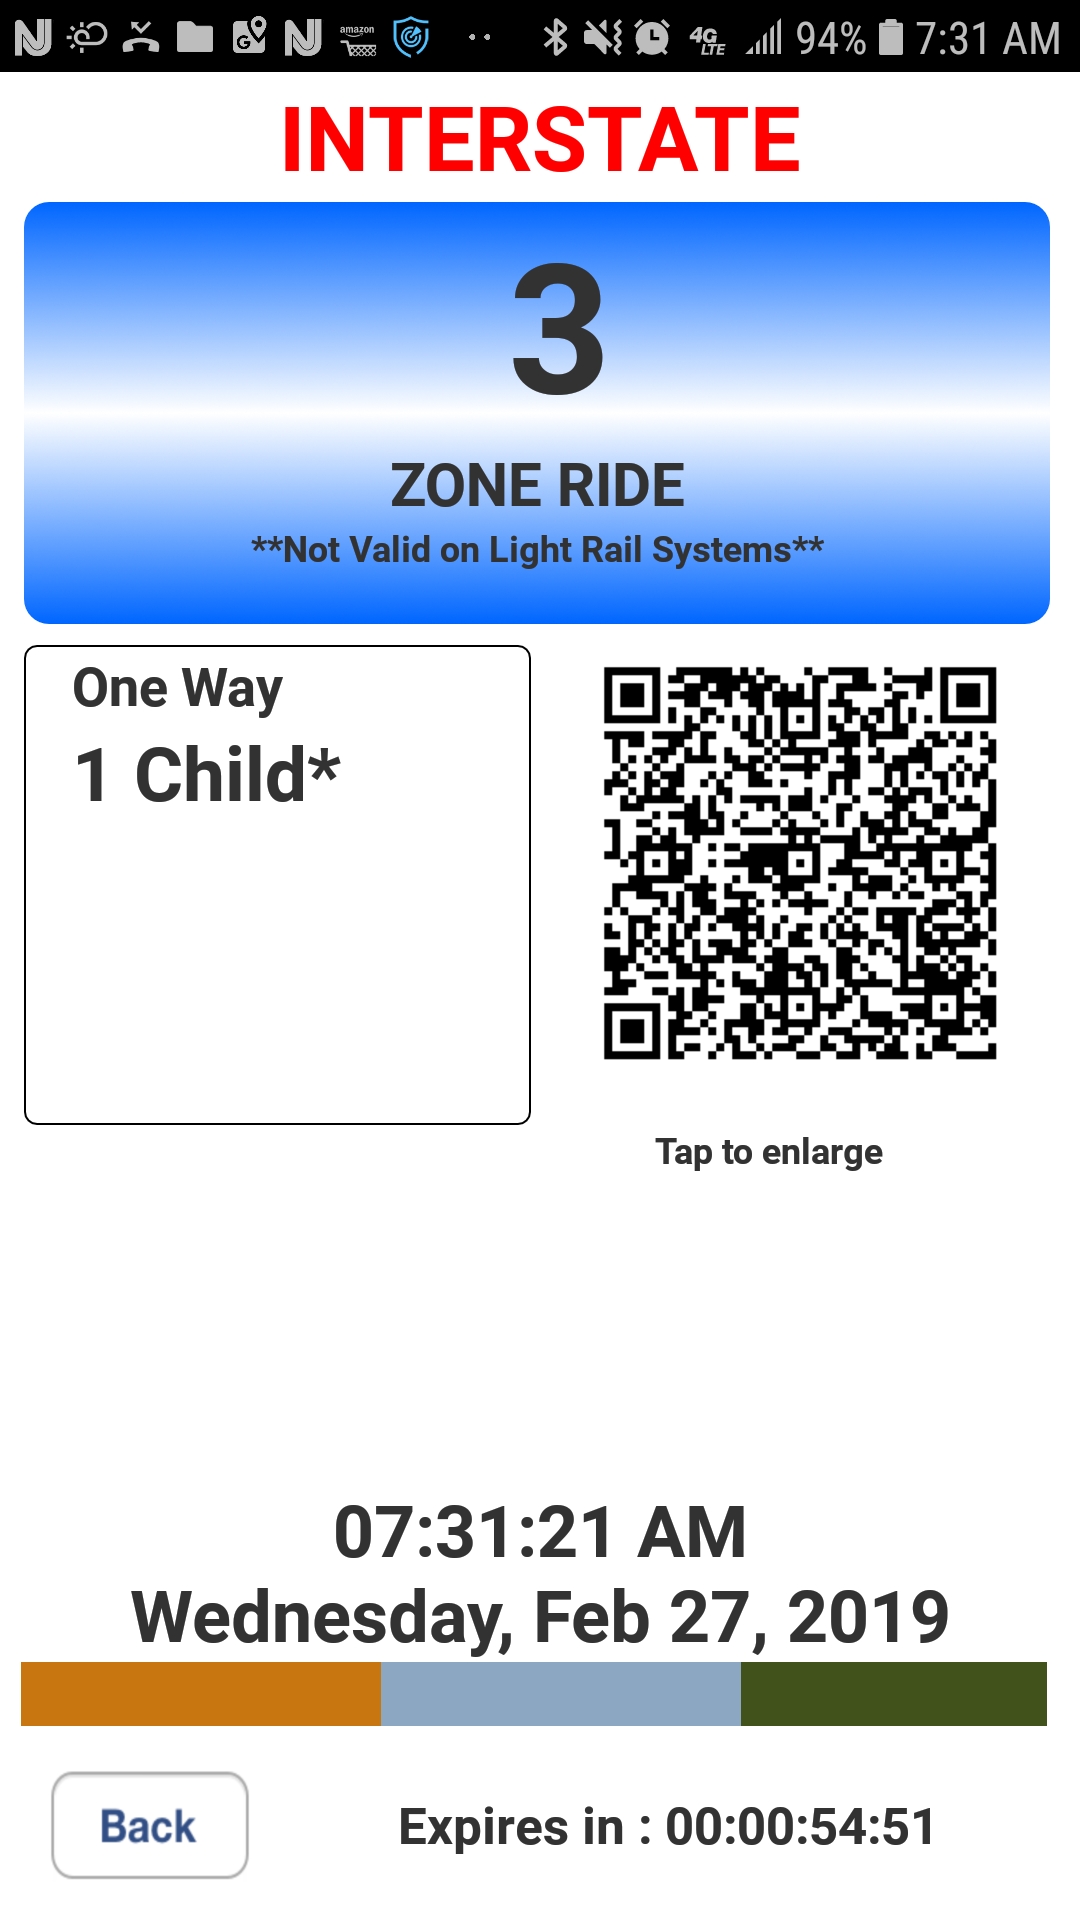 amazon 4G LTE 94% 7:31 AM
INTERSTATE
3
ZONE RIDE
**Not Valid on Light Rail Systems**
One Way
1 Child*
Tap to enlarge
07:31:21 AM
Wednesday, Feb 27, 2019
Back
Expires in : 00:00:54:51